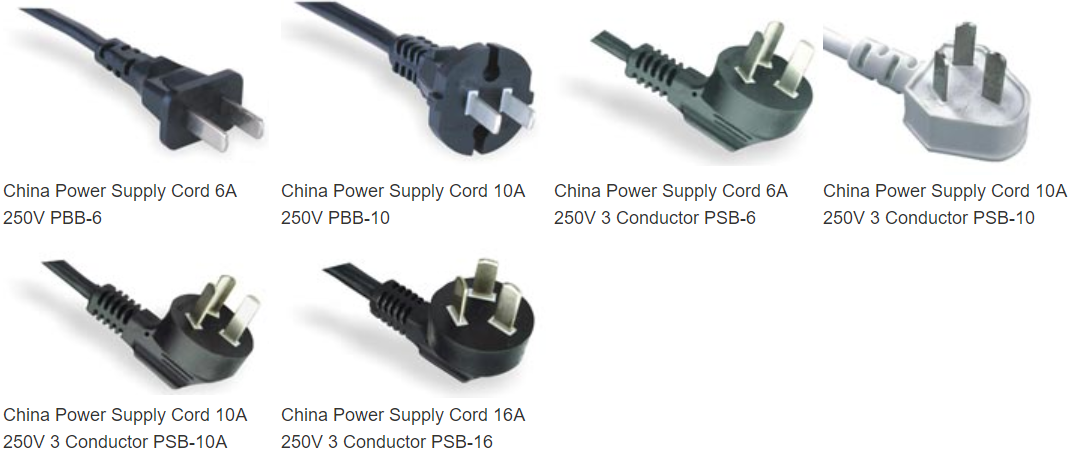 China Power Supply Cord 6A
250V PBB-6
China Power Supply Cord 10A
250V PBB-10
China Power Supply Cord 6A
250V 3 Conductor PSB-6
China Power Supply Cord 10A
250V 3 Conductor PSB-10
China Power Supply Cord 10A
250V 3 Conductor PSB-10A
China Power Supply Cord 16A
250V 3 Conductor PSB-16